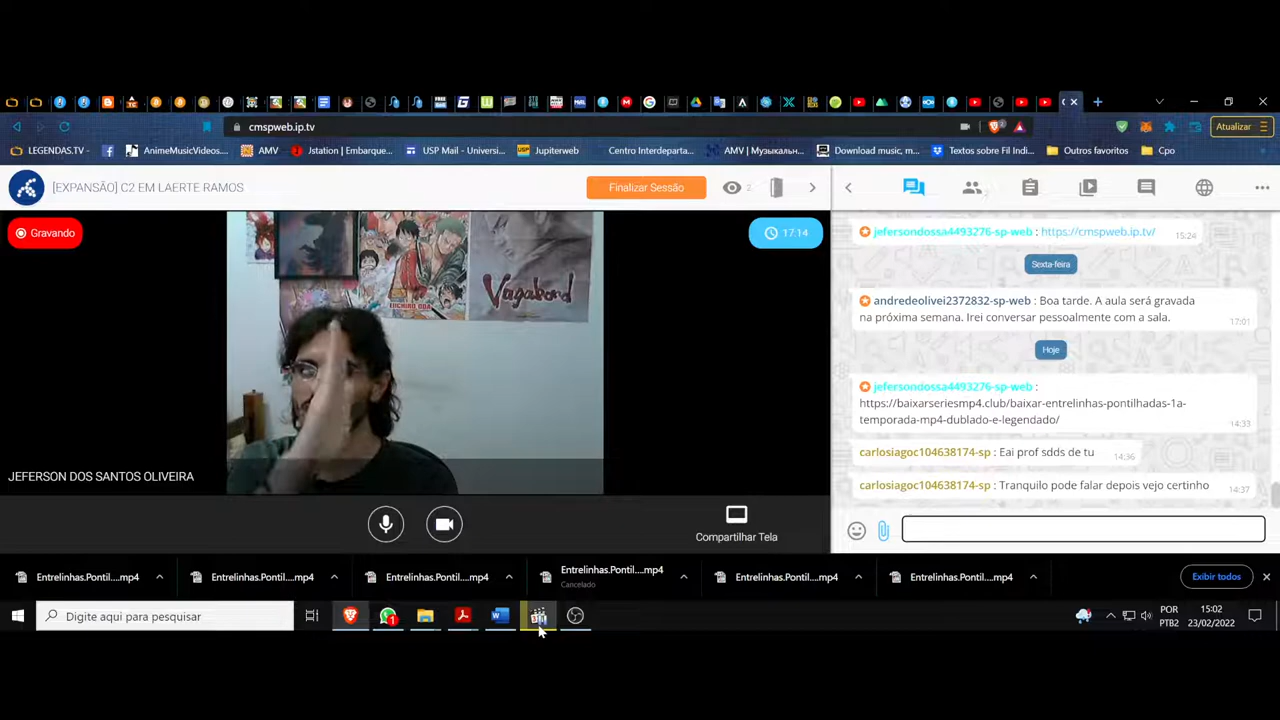 cmspweb.ip.tv
Atualizar
LEGENDAS.TV -
AnimeMusicVideos...
AMV
Jstation | Embarque...
USP Mail - Universi...
Jupiterweb
Centro Interdeparta...
AMV | Музыкальн...
Download music, m...
Textos sobre Fil Indi...
Outros favoritos
Cpo
[EXPANSÃO] C2 EM LAERTE RAMOS
Finalizar Sessão
2
Gravando
17:14
Vagabond
JEFERSON DOS SANTOS OLIVEIRA
Compartilhar Tela
jefersondossa4493276-sp-web : https://cmspweb.ip.tv/
15:24
Sexta-feira
andredeolivei2372832-sp-web : Boa tarde. A aula será gravada
na próxima semana. Irei conversar pessoalmente com a sala.
17:01
Hoje
jefersondossa4493276-sp-web :
https://baixarseriesmp4.club/baixar-entrelinhas-pontilhadas-1a-
temporada-mp4-dublado-e-legendado/
14:33
carlosiagoc104638174-sp : Eai prof sdds de tu
14:36
carlosiagoc104638174-sp : Tranquilo pode falar depois vejo certinho
14:37
Entrelinhas.Pontil....mp4
Entrelinhas.Pontil....mp4
Entrelinhas.Pontil....mp4
Entrelinhas.Pontil....mp4
Cancelado
Entrelinhas.Pontil....mp4
Entrelinhas.Pontil....mp4
Exibir todos
Digite aqui para pesquisar
POR
PTB2
15:02
23/02/2022